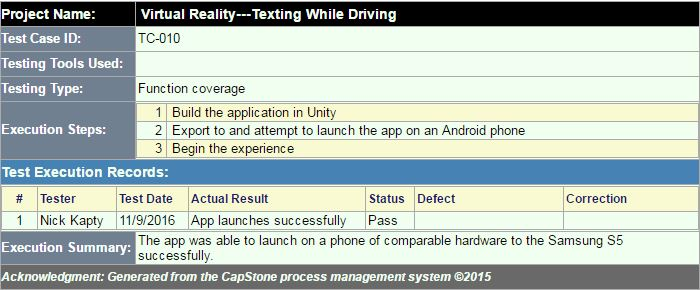 Project Name: Virtual Reality---Texting While Driving
Test Case ID: TC-010
Testing Tools Used:
Testing Type: Function coverage
Execution Steps:
1 Build the application in Unity
2 Export to and attempt to launch the app on an Android phone
3 Begin the experience
Test Execution Records:
# Tester Test Date Actual Result Status Defect Correction
1 Nick Kapty 11/9/2016 App launches successfully Pass
Execution Summary: The app was able to launch on a phone of comparable hardware to the Samsung S5
successfully.
Acknowledgment: Generated from the CapStone process management system ©2015